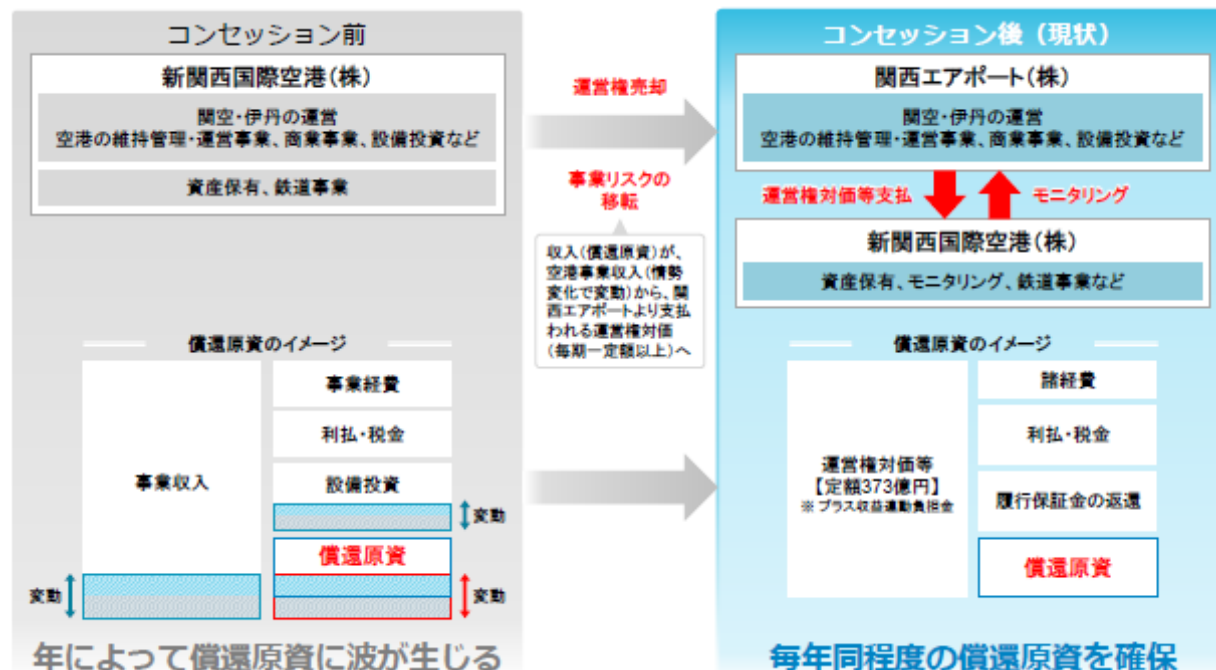 コンセッション前
新関西国際空港(株)
関空・伊丹の運営
空港の維持管理・運営事業、商業事業、設備投資など
資産保有、鉄道事業
償還原資のイメージ
事業収入
事業経費
利払・税金
設備投資
変動
償還原資
変動
変動
年によって償還原資に波が生じる
運営権売却
事業リスクの
移転
収入(償還原資)が、
空港事業収入(情勢
変化で変動)から、関
西エアポートより支払
われる運営権対価
(毎期一定額以上)へ
コンセッション後(現状)
関西エアポート(株)
関空・伊丹の運営
空港の維持管理・運営事業、商業事業、設備投資など
運営権対価等支払
モニタリング
新関西国際空港(株)
資産保有、モニタリング、鉄道事業など
償還原資のイメージ
運営権対価等
【定額373億円】
※ プラス収益連動負担金
諸経費
利払・税金
履行保証金の返還
償還原資
毎年同程度の償還原資を確保